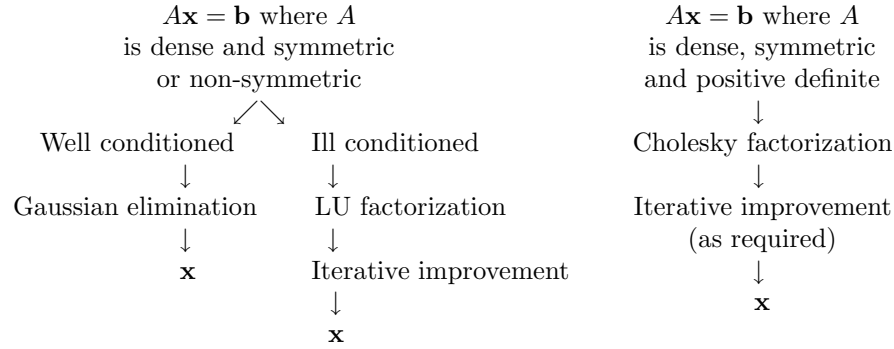 Ax = b where A
is dense and symmetric
or non-symmetric
↙ ↘
Well conditioned
↓
Gaussian elimination
↓
x
Ill conditioned
↓
LU factorization
↓
Iterative improvement
↓
x
Ax = b where A
is dense, symmetric
and positive definite
↓
Cholesky factorization
↓
Iterative improvement
(as required)
↓
x